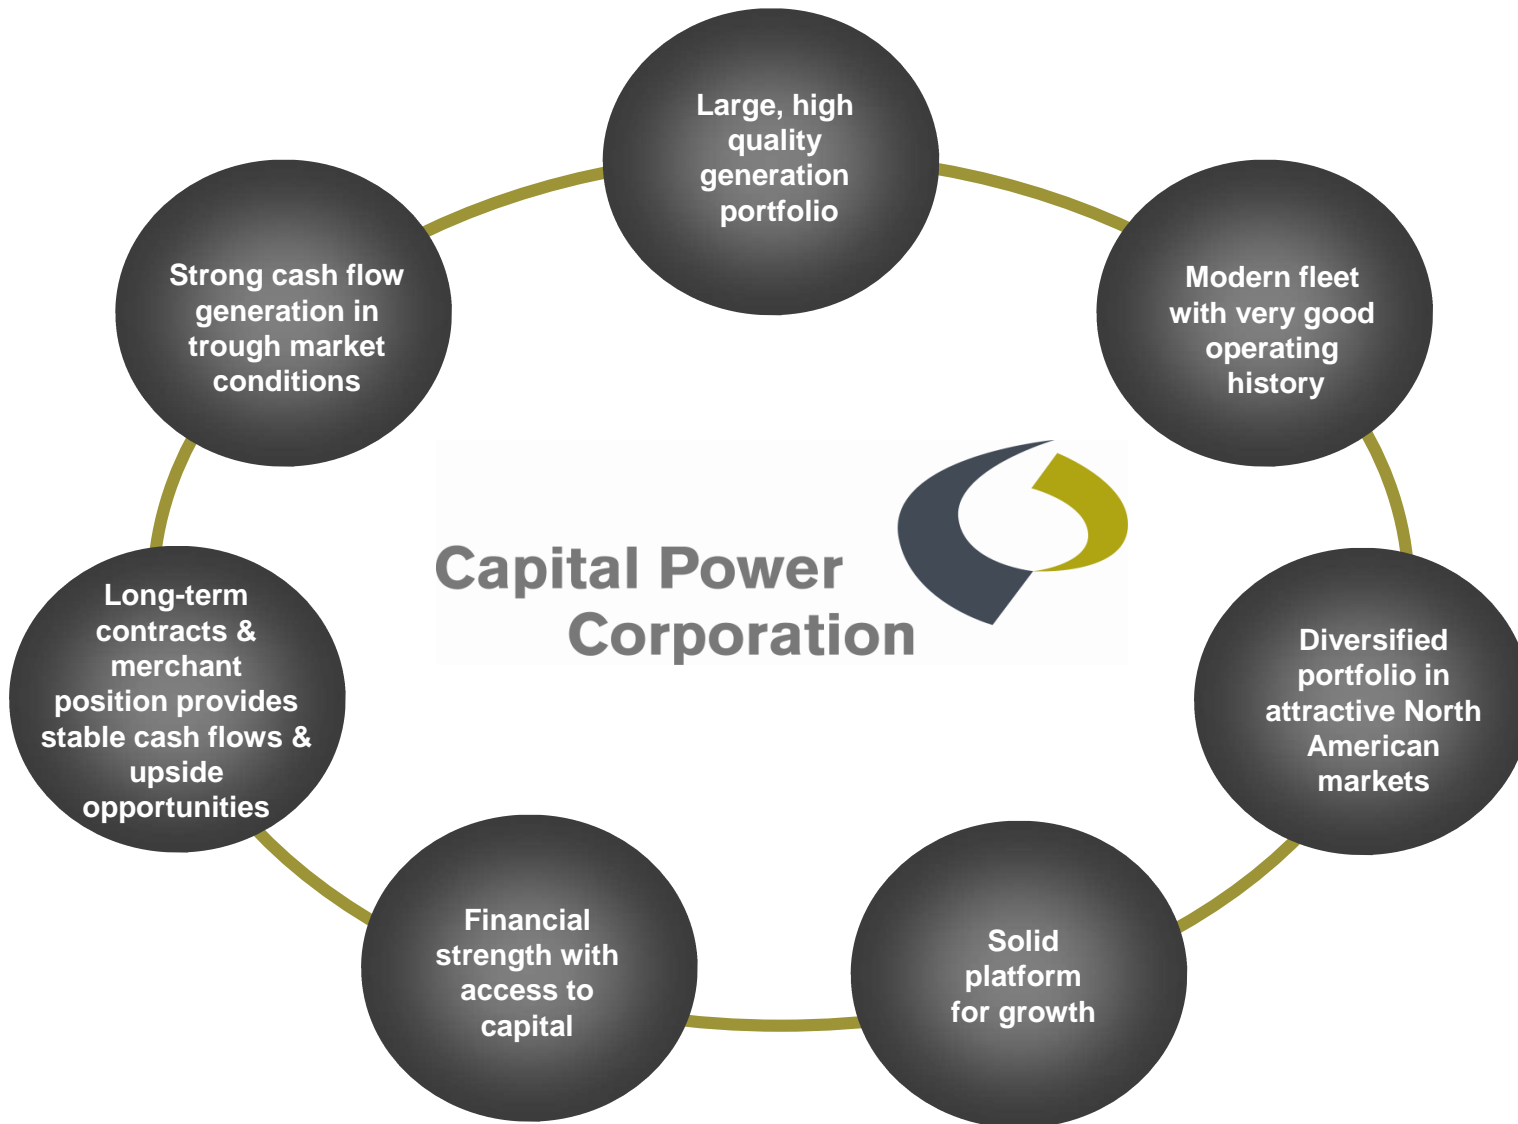 Large, high
quality
generation
portfolio
Modern fleet
with very good
operating
history
Diversified
portfolio in
attractive North
American
markets
Solid
platform
for growth
Financial
strength with
access to
capital
Long-term
contracts &
merchant
position provides
stable cash flows &
upside
opportunities
Strong cash flow
generation in
trough market
conditions
Capital Power
Corporation